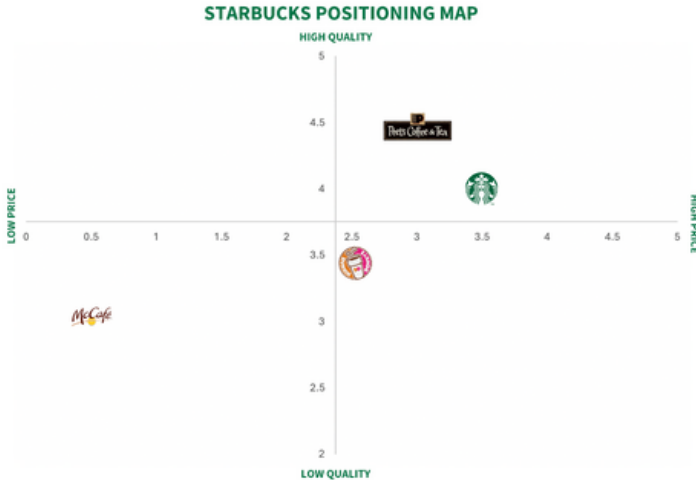 STARBUCKS POSITIONING MAP
HIGH QUALITY
5
4.5
Peet's Coffee & Tea
4
LOW PRICE
HIGH PRICE
0 0.5 1 1.5 2 2.5 3 3.5 4 4.5 5
3.5
McCafé
3
2.5
2
LOW QUALITY